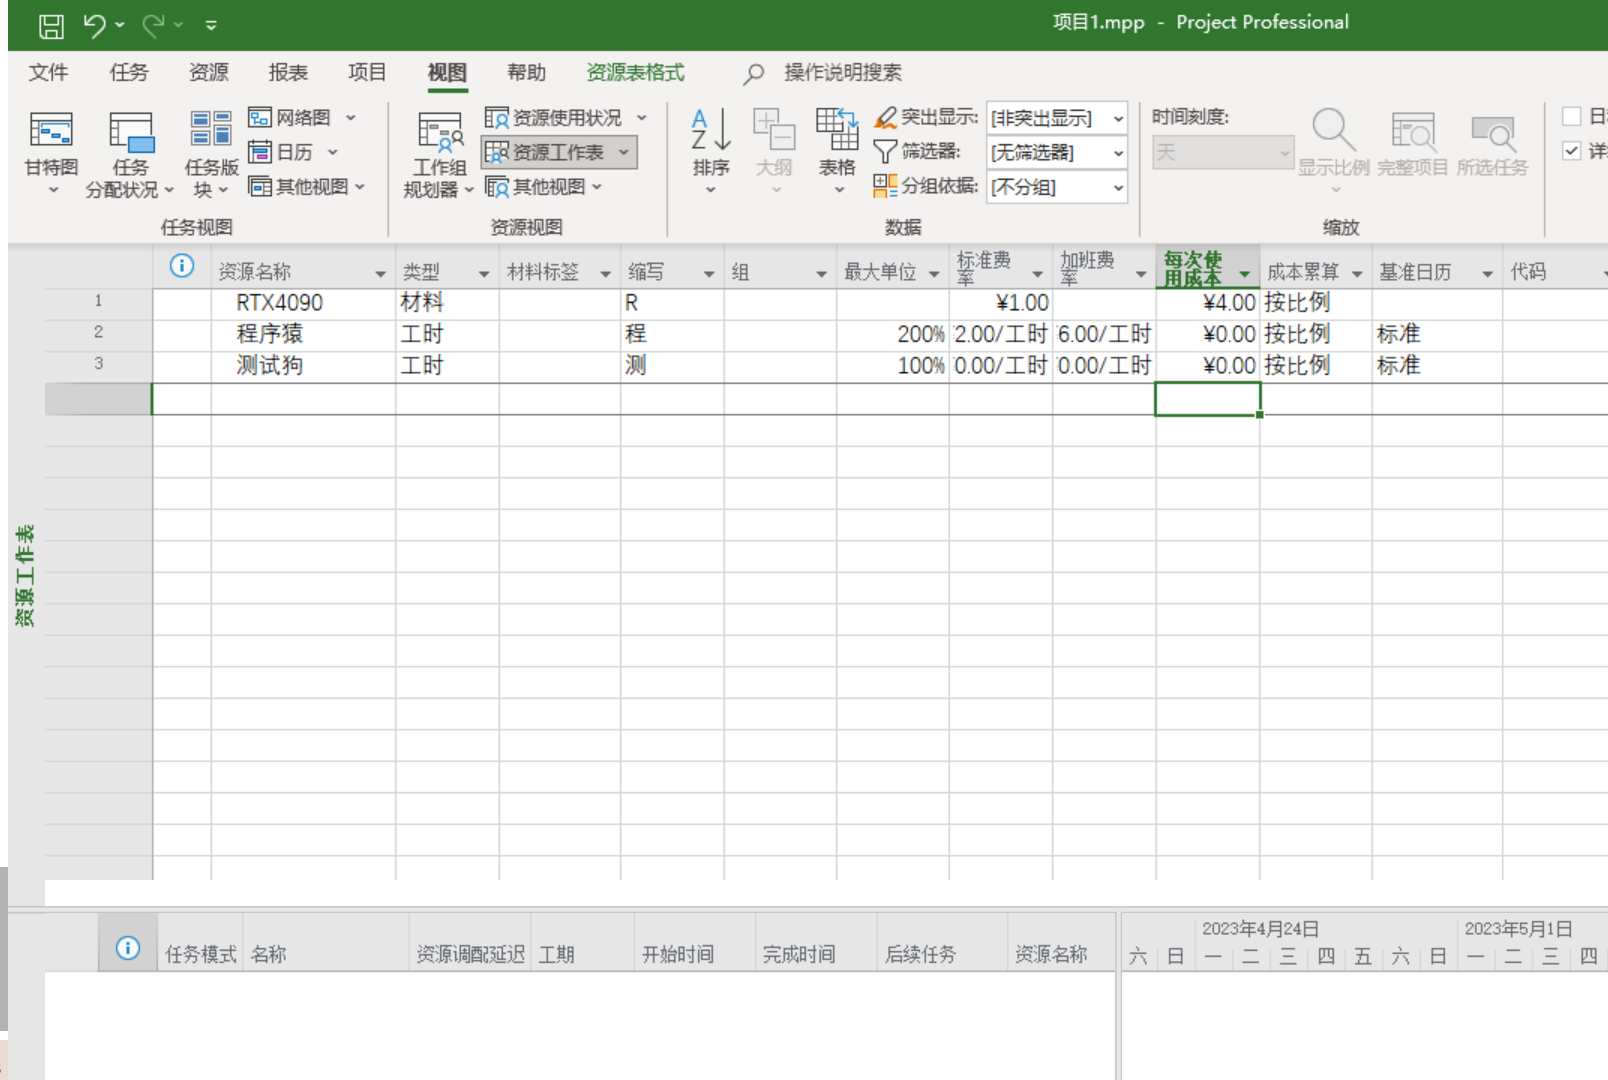 项目1.mpp - Project Professional
文件 任务 资源 报表 项目 视图 帮助 资源表格式 操作说明搜索
甘特图
任务
分配状况
任务版
块
网络图
日历
其他视图
任务视图
工作组
规划器
资源使用状况
资源工作表
其他视图
资源视图
A
Z
排序
大纲
表格
突出显示: [非突出显示]
筛选器: [无筛选器]
分组依据: [不分组]
数据
时间刻度:
天
显示比例
完整项目
所选任务
缩放
日
详
资源名称 类型 材料标签 缩写 组 最大单位 标准费率 加班费率 每次使用成本 成本累算 基准日历 代码
1 RTX4090 材料 R ¥1.00 ¥4.00 按比例
2 程序猿 工时 程 200% 2.00/工时 6.00/工时 ¥0.00 按比例 标准
3 测试狗 工时 测 100% 0.00/工时 0.00/工时 ¥0.00 按比例 标准
资源工作表
任务模式 名称 资源调配延迟 工期 开始时间 完成时间 后续任务 资源名称
2023年4月24日 2023年5月1日
六 日 一 二 三 四 五 六 日 一 二 三 四